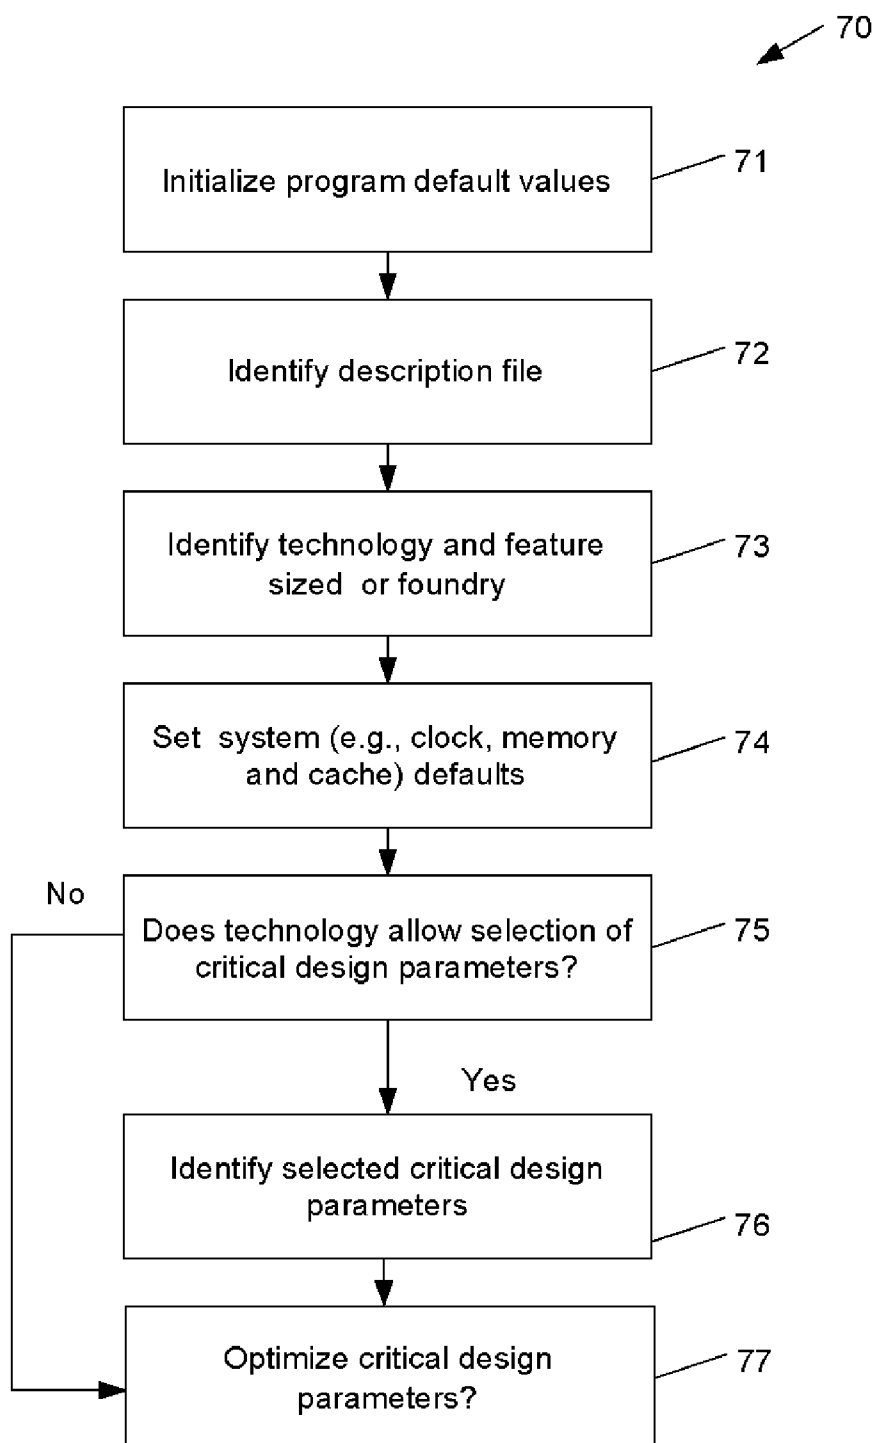 70
Initialize program default values
71
Identify description file
72
Identify technology and feature
sized or foundry
73
Set system (e.g., clock, memory
and cache) defaults
74
No
Does technology allow selection of
critical design parameters?
75
Yes
Identify selected critical design
parameters
76
Optimize critical design
parameters?
77